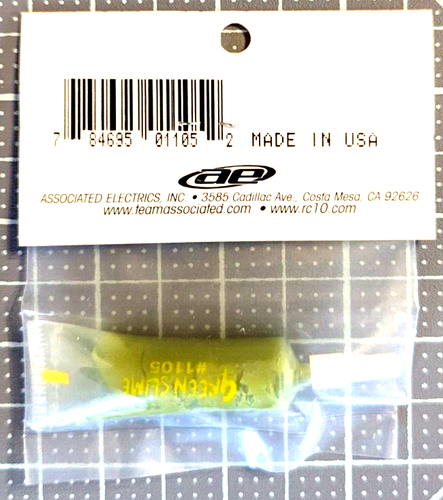 7 84695 01105 2 MADE IN USA
ae
ASSOCIATED ELECTRICS, INC. • 3585 Cadillac Ave., Costa Mesa, CA 92626
www.teamassociated.com • www.rc10.com
GREEN SLIME
#1105